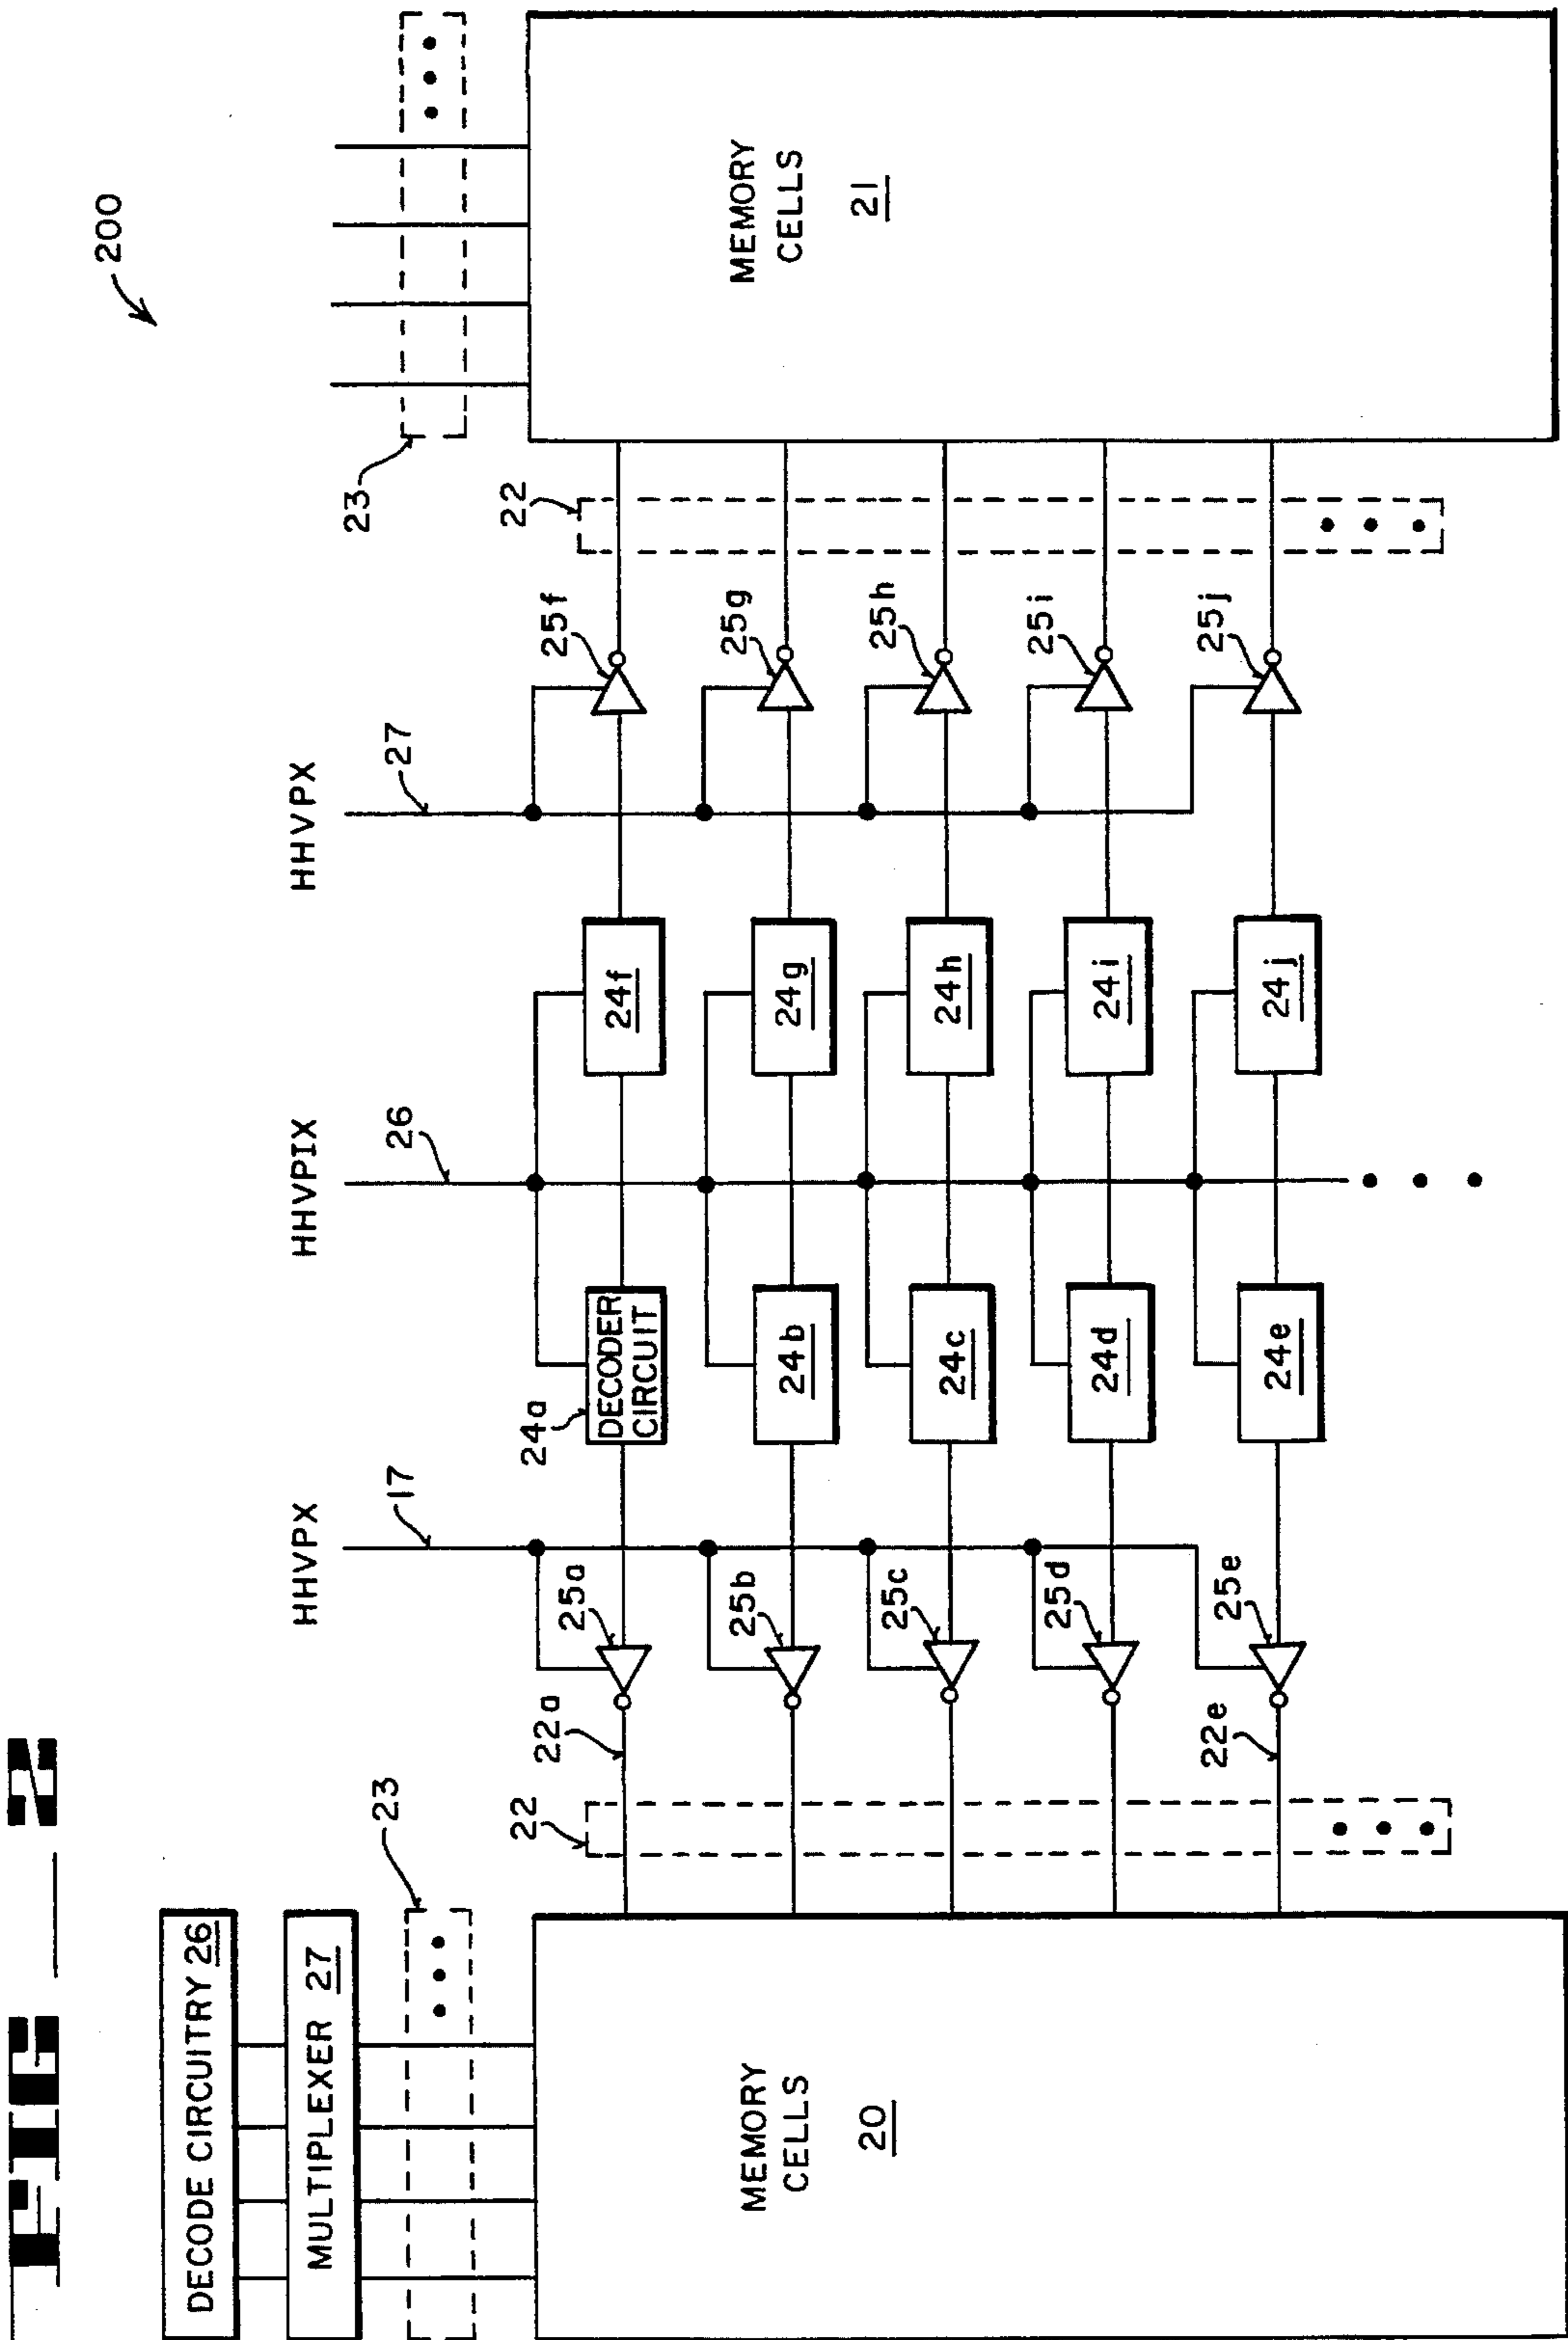 FIG_2
200
DECODE CIRCUITRY 26
MULTIPLEXER 27
23
23
HHVPX
HHVPIX
HHVPX
17
26
27
22
22a
25a
24a
DECODER
CIRCUIT
24f
25f
22
25b
24b
24g
25g
25c
24c
24h
25h
25d
24d
24i
25i
22e
25e
24e
24j
25j
MEMORY
CELLS
20
MEMORY
CELLS
21